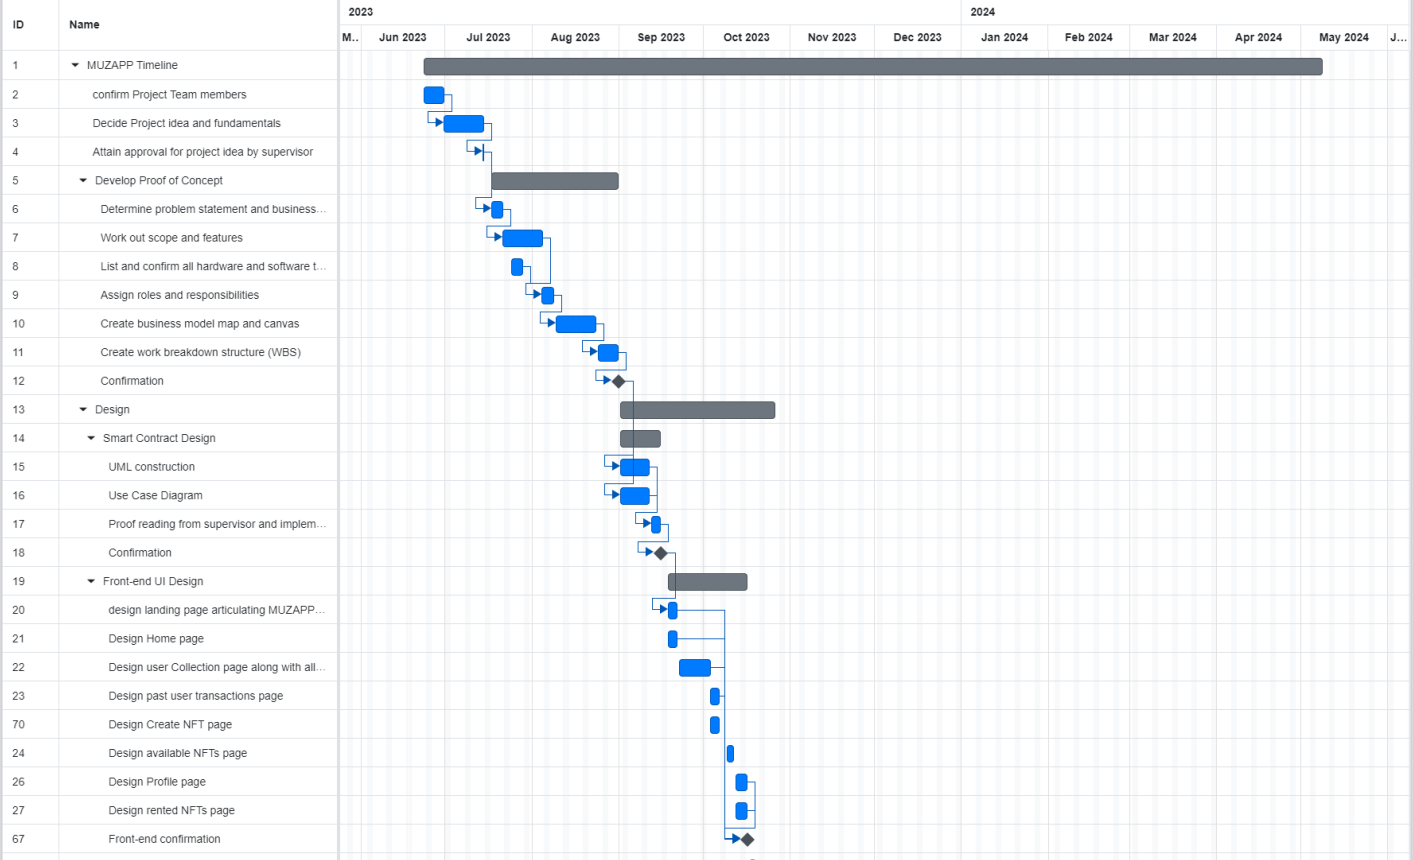 2023 2024
ID Name M.. Jun 2023 Jul 2023 Aug 2023 Sep 2023 Oct 2023 Nov 2023 Dec 2023 Jan 2024 Feb 2024 Mar 2024 Apr 2024 May 2024 J...
1 MUZAPP Timeline
2 confirm Project Team members
3 Decide Project idea and fundamentals
4 Attain approval for project idea by supervisor
5 Develop Proof of Concept
6 Determine problem statement and business...
7 Work out scope and features
8 List and confirm all hardware and software t...
9 Assign roles and responsibilities
10 Create business model map and canvas
11 Create work breakdown structure (WBS)
12 Confirmation
13 Design
14 Smart Contract Design
15 UML construction
16 Use Case Diagram
17 Proof reading from supervisor and implem...
18 Confirmation
19 Front-end UI Design
20 design landing page articulating MUZAPP...
21 Design Home page
22 Design user Collection page along with all...
23 Design past user transactions page
70 Design Create NFT page
24 Design available NFTs page
26 Design Profile page
27 Design rented NFTs page
67 Front-end confirmation